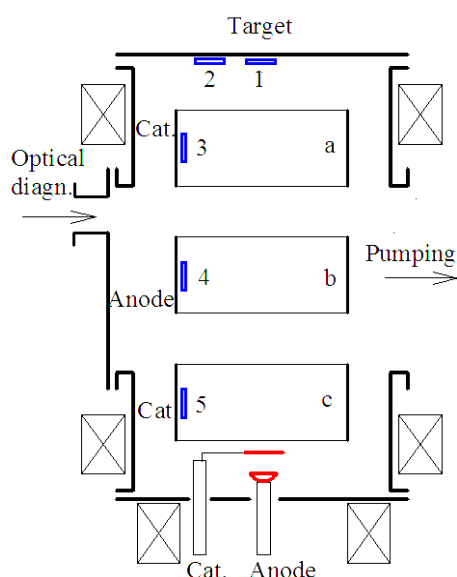 Target
2 1
Cat.
3 a
Optical
diagn.
Pumping
4 b
Anode
Cat
5 c
Cat. Anode